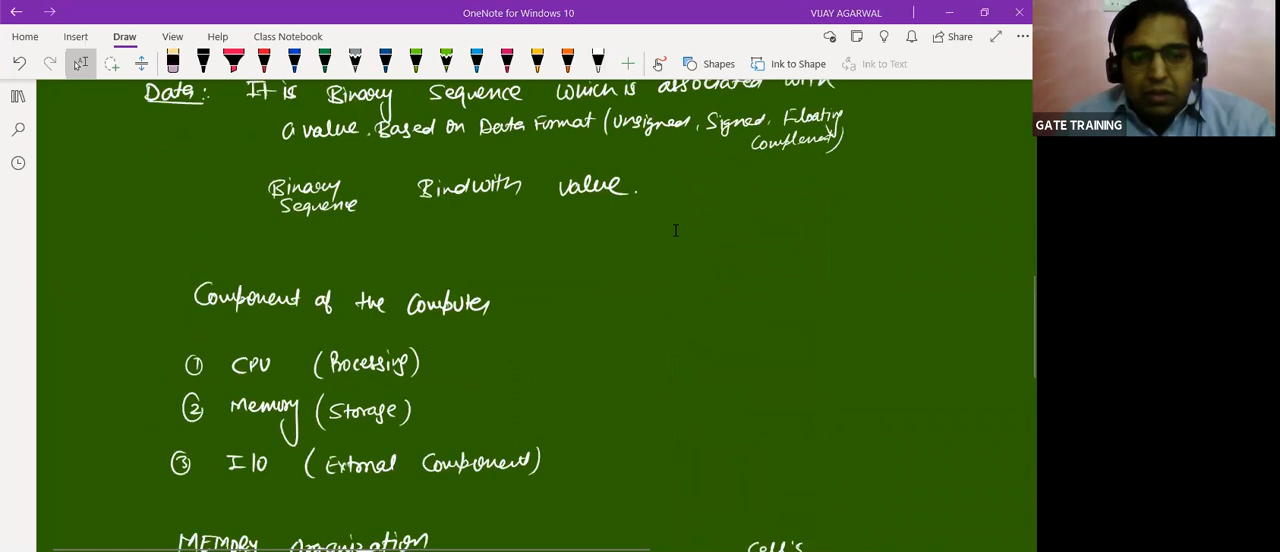 OneNote for Windows 10
VIJAY AGARWAL
Home Insert Draw View Help Class Notebook
Share
Shapes Ink to Shape Ink to Text
Data: It is Binary Sequence which is associated with
a value. Based on Data Format (Unsigned, Signed, Floating
Complement)
Binary Bind with Value.
Sequence
Component of the Computer
① CPU (Processing)
② Memory (Storage)
③ I/O (External Component)
MEMORY Organization
Cell's
GATE TRAINING